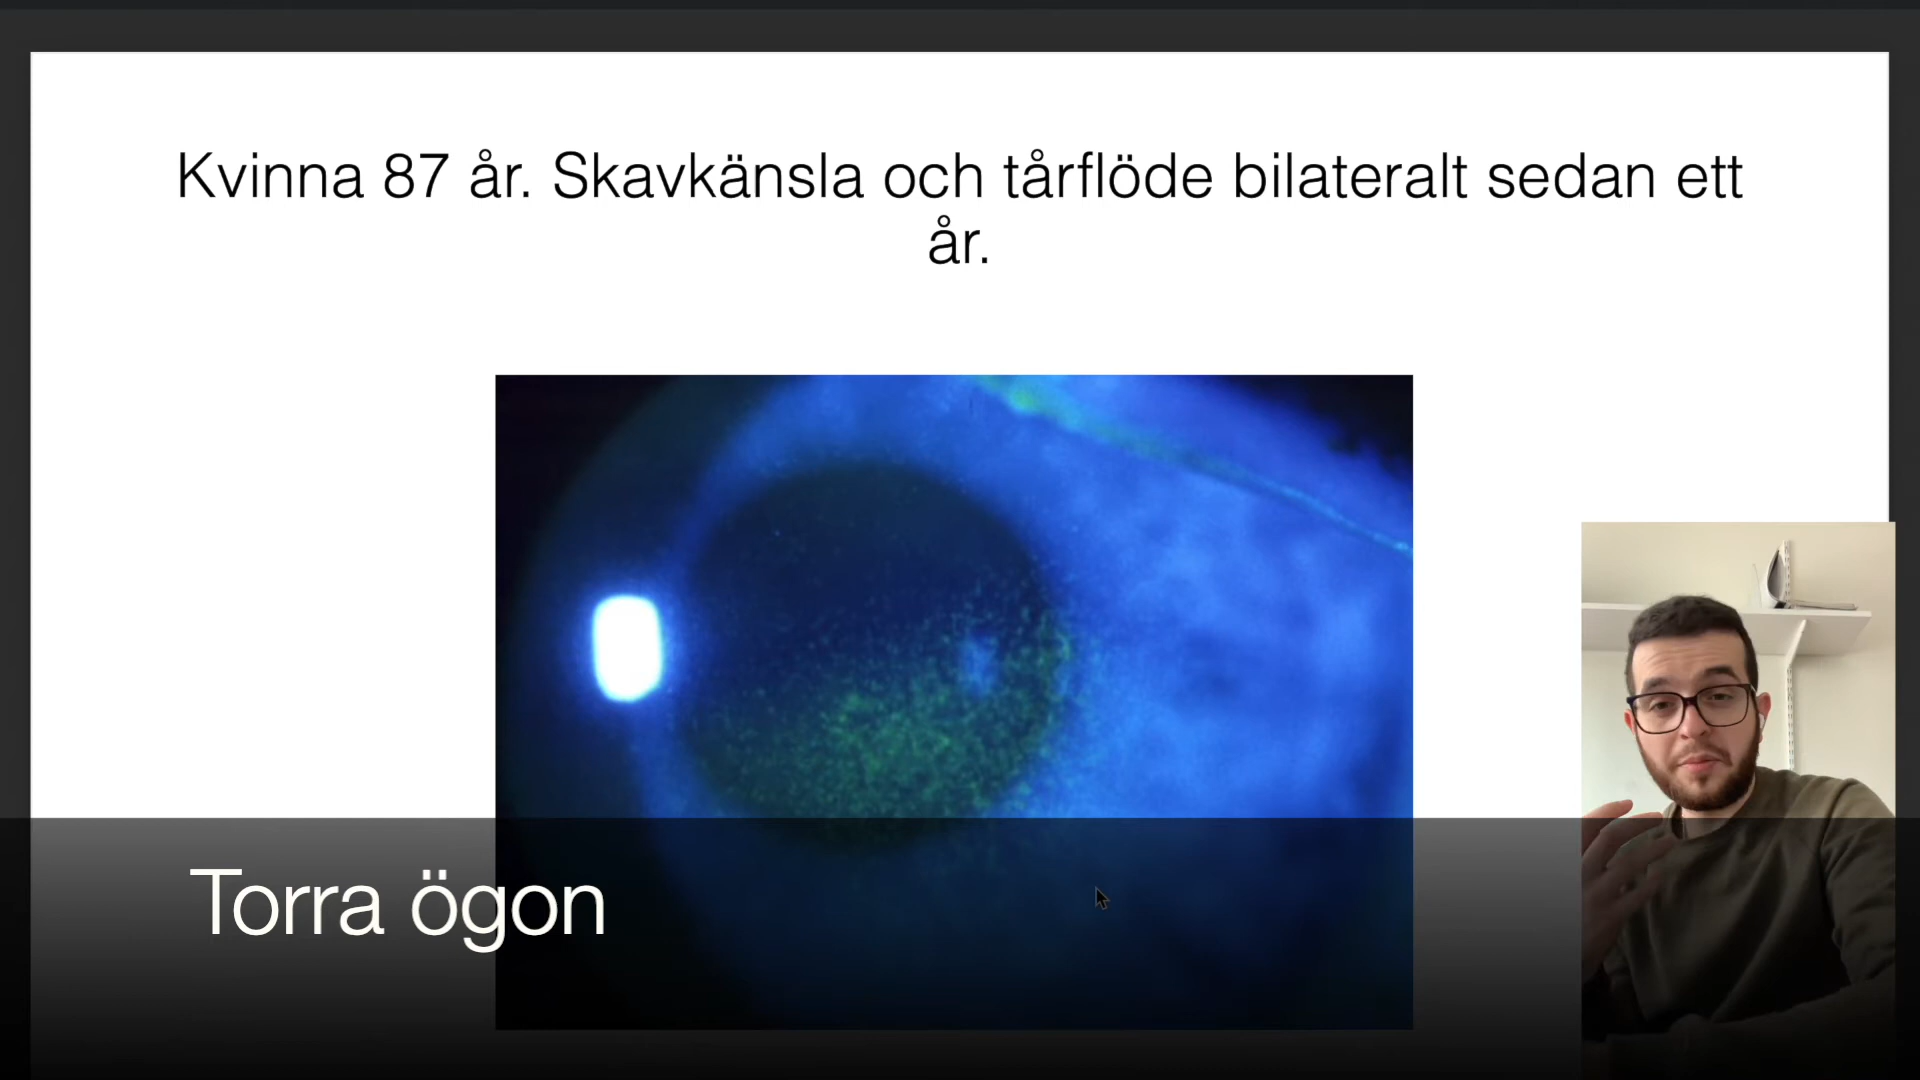 Kvinna 87 år. Skavkänsla och tårflöde bilateralt sedan ett
år.
Torra ögon